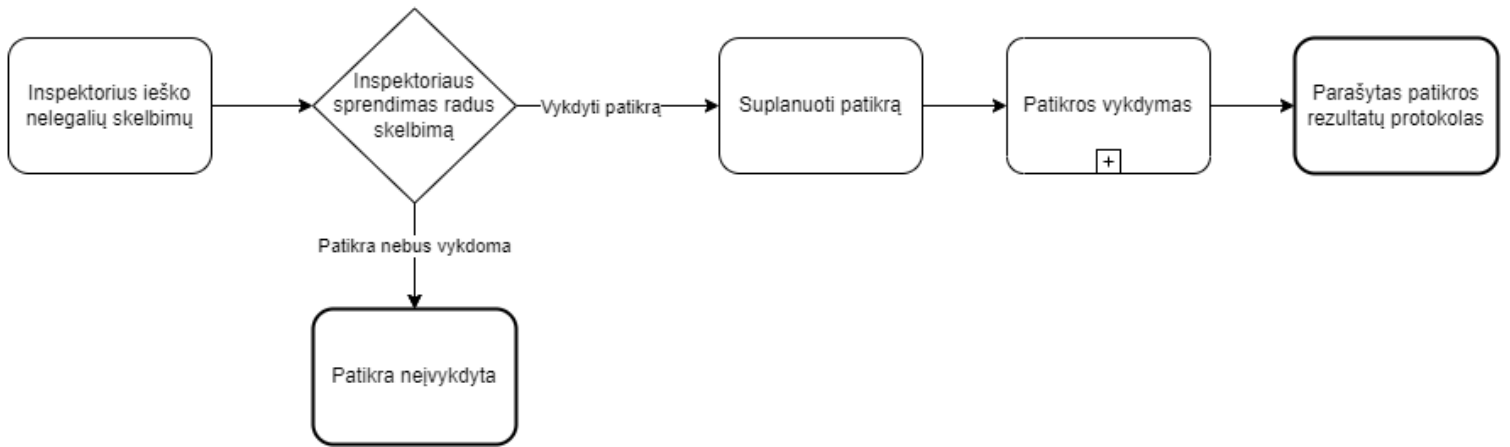 Inspektorius ieško
nelegalių skelbimų
Inspektoriaus
sprendimas radus
skelbimą
Vykdyti patikrą
Suplanuoti patikrą
Patikros vykdymas
+
Parašytas patikros
rezultatų protokolas
Patikra nebus vykdoma
Patikra neįvykdyta